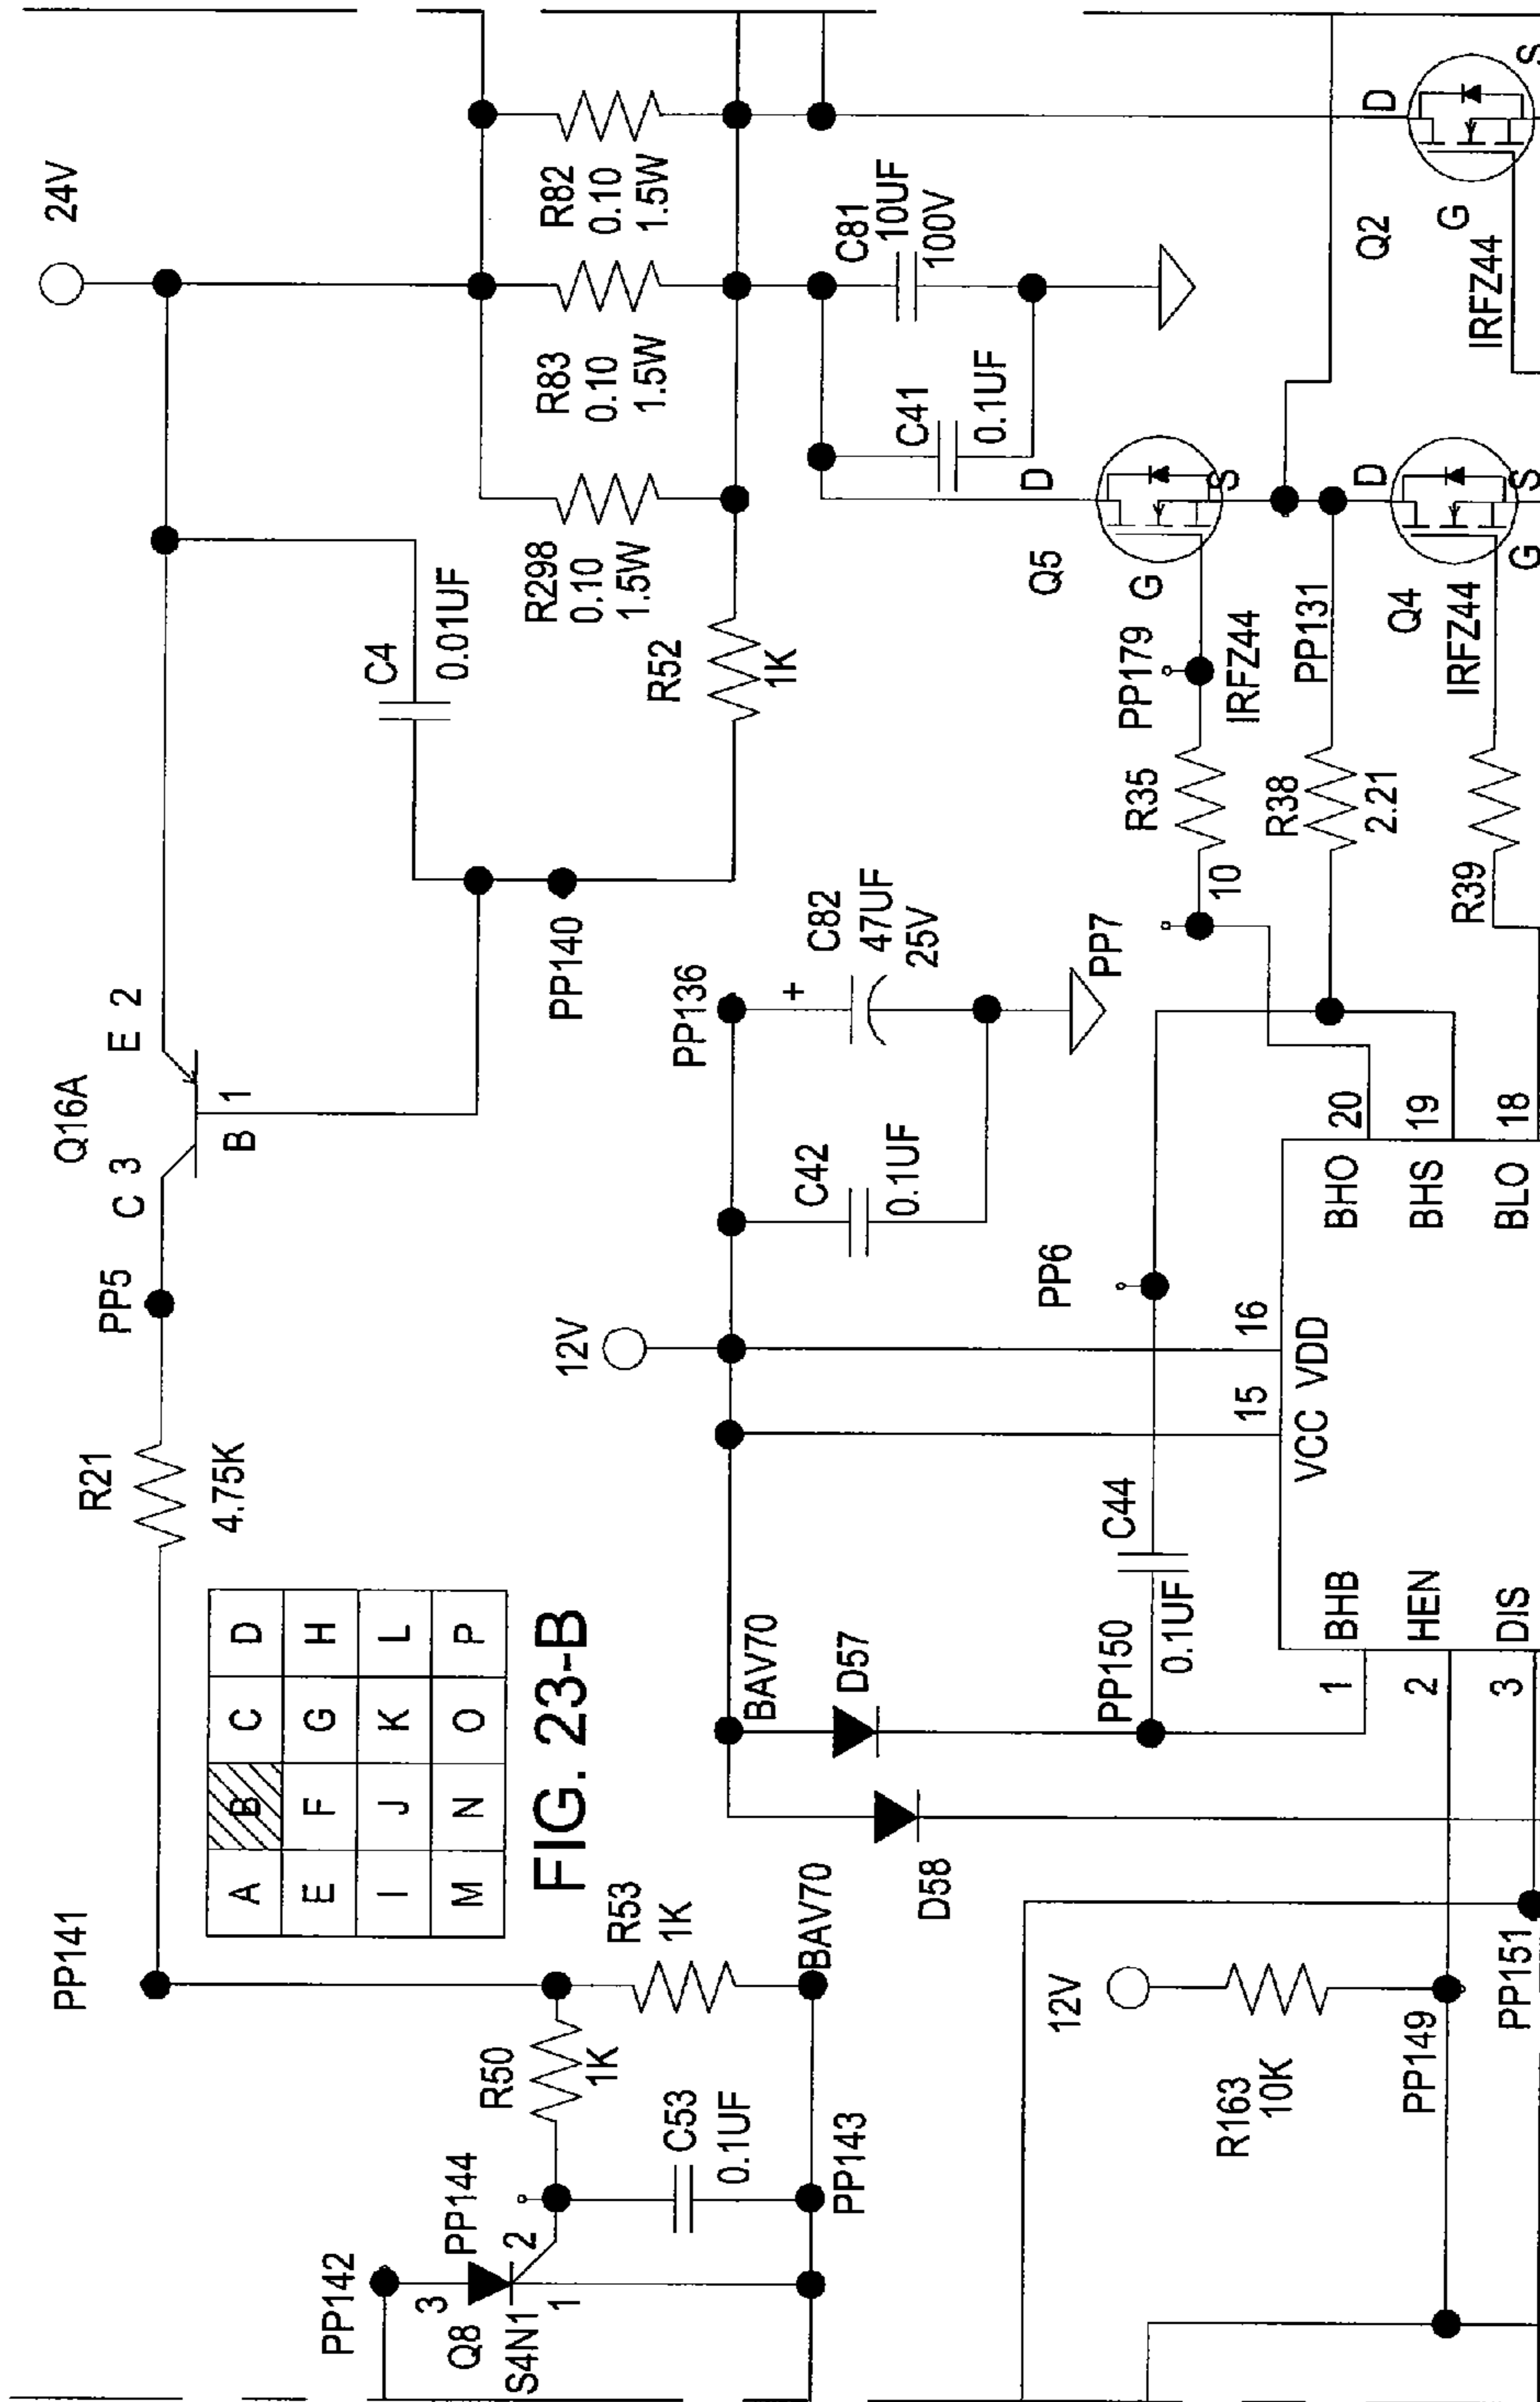 PP141
R21
4.75K
PP5
Q16A
C 3
E 2
B 1
24V
A B C D
E F G H
I J K L
M N O P
FIG. 23-B
C4
0.01UF
PP140
R298
0.10
1.5W
R83
0.10
1.5W
R82
0.10
1.5W
R52
1K
PP142
3
Q8
S4N1
1
2
PP144
R50
1K
R53
1K
C53
0.1UF
PP143
BAV70
BAV70
D57
D58
12V
PP136
C42
0.1UF
+
C82
47UF
25V
PP7
C41
0.1UF
C81
10UF
100V
PP150
C44
0.1UF
PP6
15
16
VCC VDD
R35
10
PP179
Q5
D
G
S
IRFZ44
R38
2.21
PP131
12V
R163
10K
PP149
PP151
1
BHB
2
HEN
3
DIS
BHO
20
BHS
19
BLO
18
R39
Q4
IRFZ44
D
G
S
Q2
IRFZ44
D
G
S